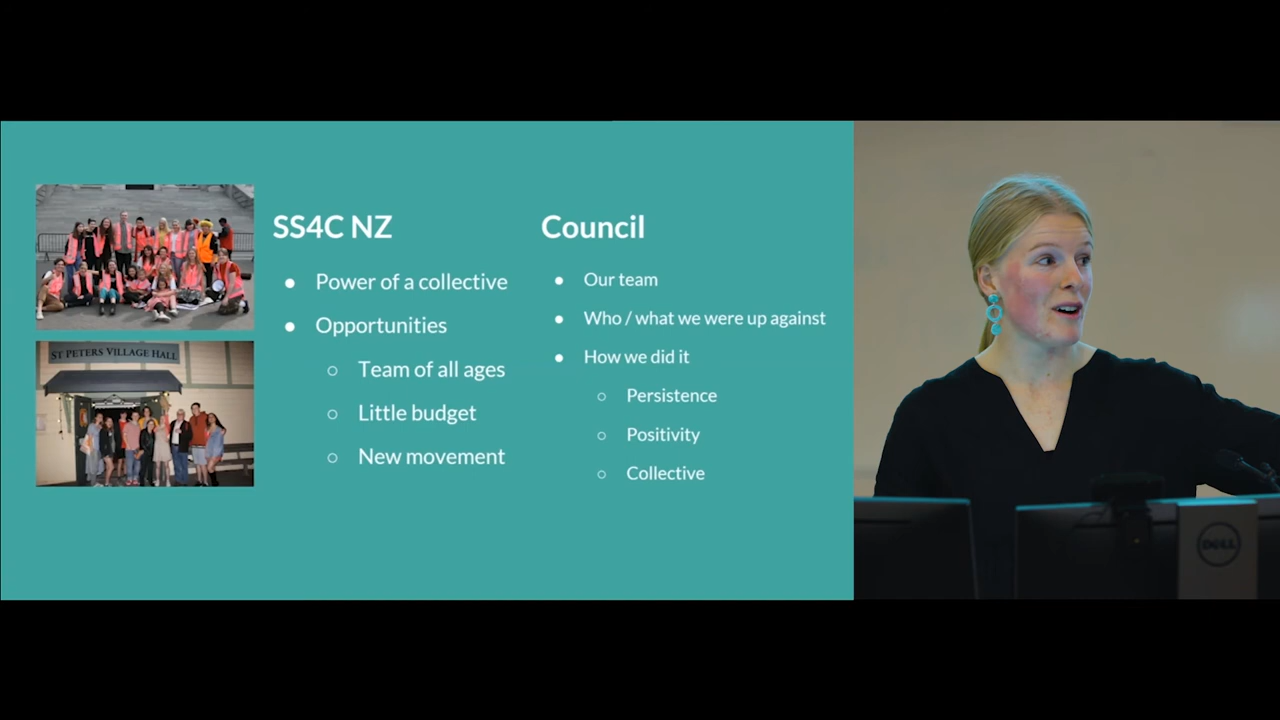 ST PETERS VILLAGE HALL
SS4C NZ
Power of a collective
Opportunities
Team of all ages
Little budget
New movement
Council
Our team
Who / what we were up against
How we did it
Persistence
Positivity
Collective
DELL